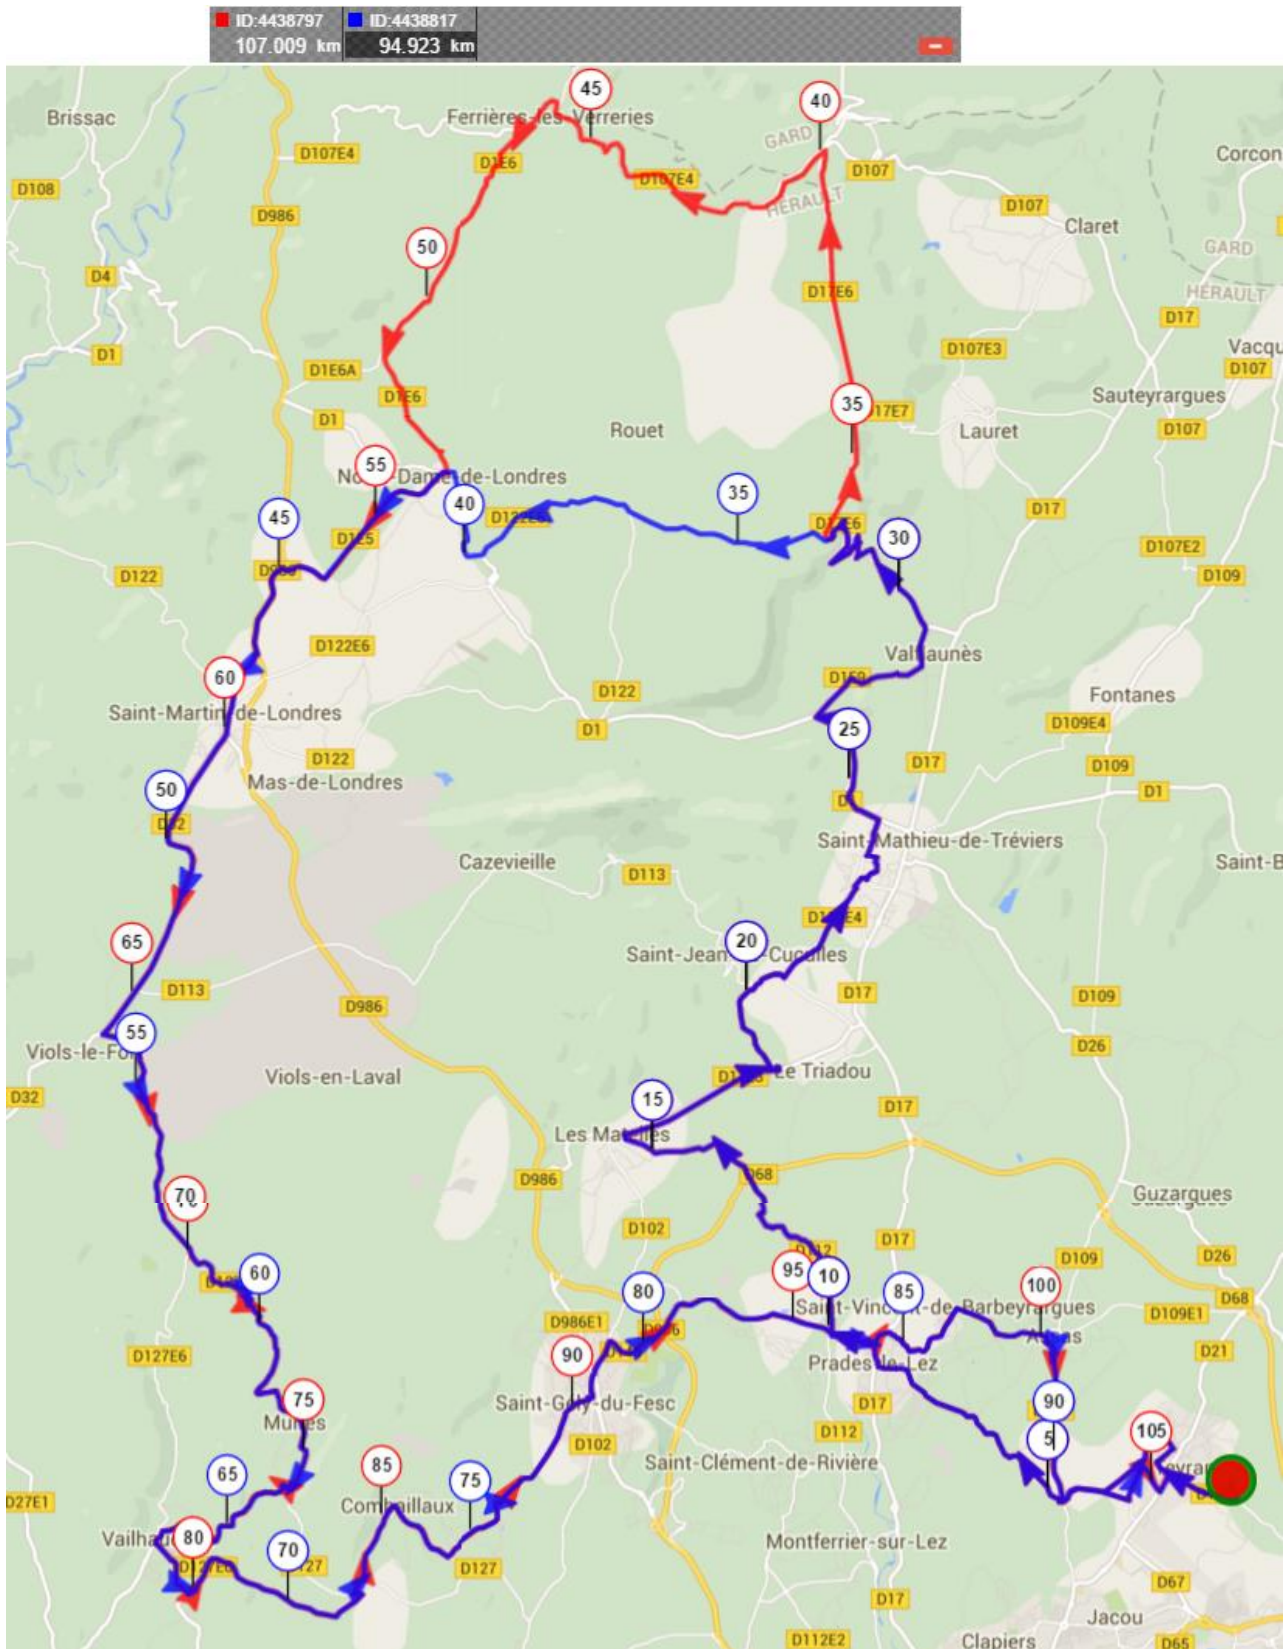 ID:4438797 ID:4438817
107.009 km 94.923 km
45
40
Brissac
Ferrières-les-Verreries
GARD
D107E4
D1E6
D107
Corcon
D108
D107E4
HÉRAULT
D107
D986
Claret
50
GARD
D4
D17E6
HÉRAULT
D17
D1
D107E3
Vacqu
D1E6A
D107
D1E6
35
Sauteyrargues
D1
D17E7
Rouet
Lauret
D107
55
-Dame-de-Londres
40
35
45
D17
30
D107E2
D122
D109
D122E6
Valflaunès
60
D122
Fontanes
Saint-Martin-de-Londres
D109E4
D1
25
D122
D17
D109
50
Mas-de-Londres
D1
Saint-Mathieu-de-Tréviers
Cazevieille
D113
Saint-B
65
20
D113
D17
D109
D986
55
D26
Viols-en-Laval
Le Triadou
D32
15
D17
Les Matelles
D68
D986
70
Guzargues
D102
D17
D109
D26
60
95
10
80
85
100
D68
Saint-Vincent-de-Barbeyrargues
D109E1
D986E1
D21
D127E6
90
Prades-le-Lez
75
Saint-Gély-du-Fesc
D17
90
D112
105
D102
5
65
85
75
Saint-Clément-de-Rivière
D27E1
Combaillaux
80
70
Montferrier-sur-Lez
D127
D67
Jacou
D112E2
Clapiers
D65